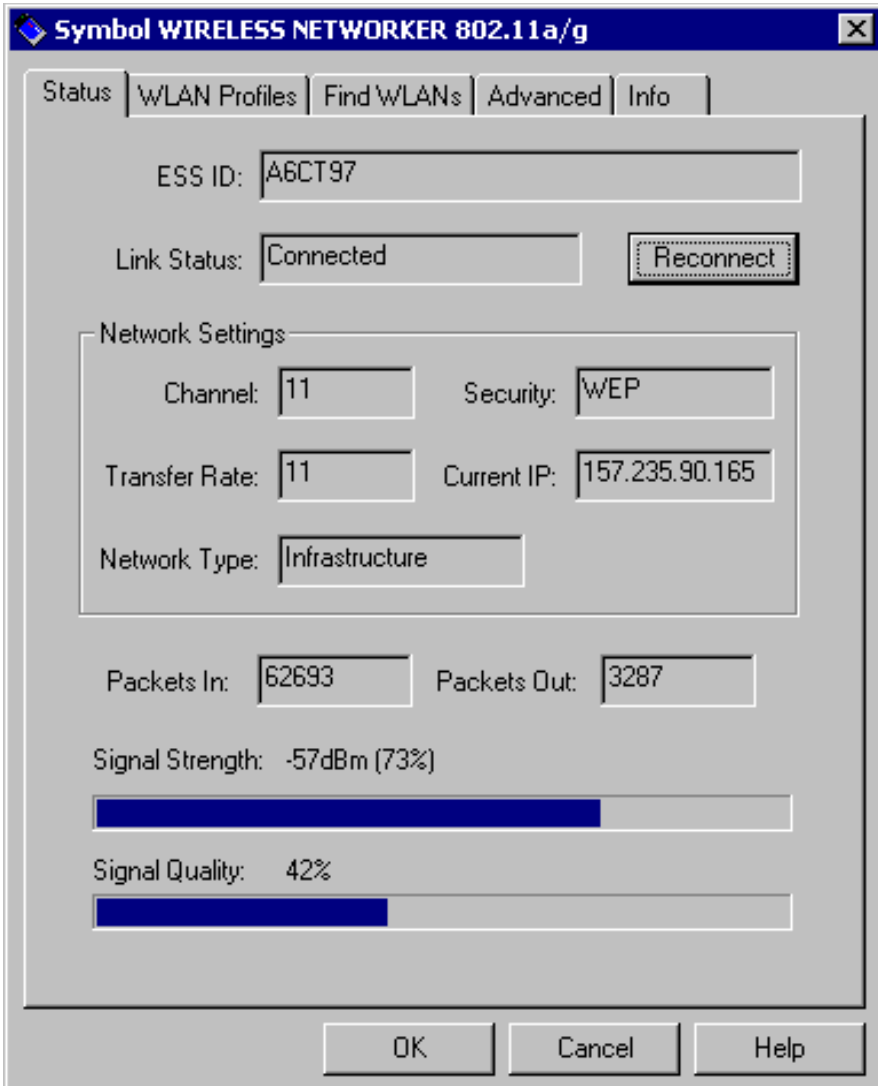 Symbol WIRELESS NETWORKER 802.11a/g
Status WLAN Profiles Find WLANs Advanced Info
ESS ID: A6CT97
Link Status: Connected Reconnect
Network Settings
Channel: 11 Security: WEP
Transfer Rate: 11 Current IP: 157.235.90.165
Network Type: Infrastructure
Packets In: 62693 Packets Out: 3287
Signal Strength: -57dBm (73%)
Signal Quality: 42%
OK Cancel Help